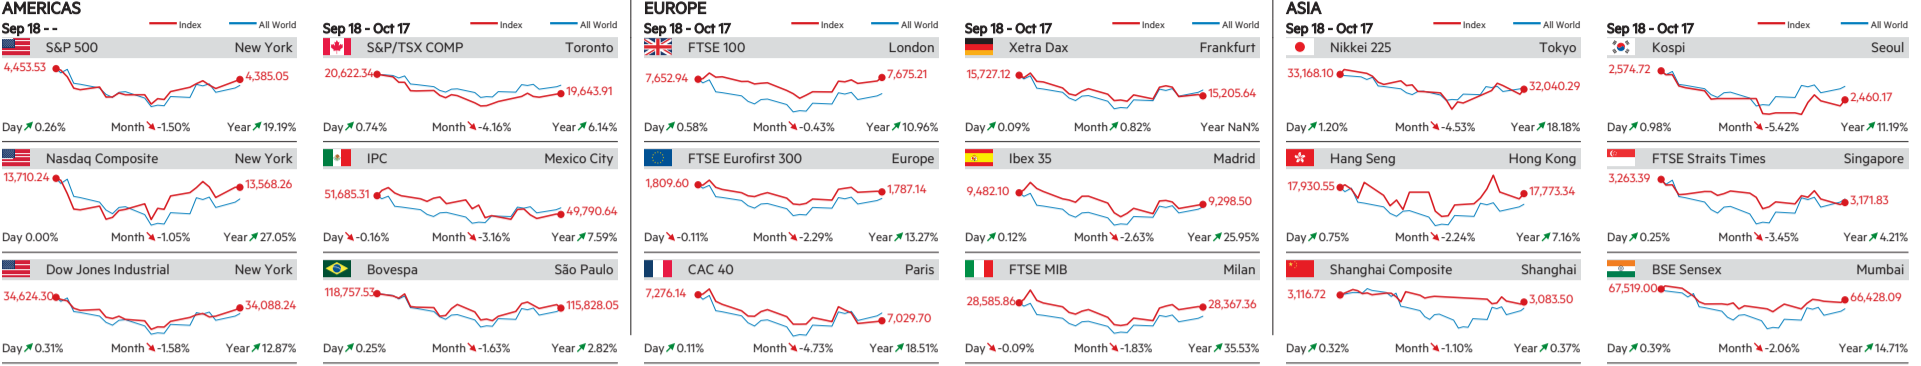 AMERICAS
Sep 18 - -
Index
All World
S&P 500
New York
4,453.53
4,385.05
Day 0.26%
Month -1.50%
Year 19.19%
Nasdaq Composite
New York
13,710.24
13,568.26
Day 0.00%
Month -1.05%
Year 27.05%
Dow Jones Industrial
New York
34,624.30
34,088.24
Day 0.31%
Month -1.58%
Year 12.87%
Sep 18 - Oct 17
Index
All World
S&P/TSX COMP
Toronto
20,622.34
19,643.91
Day 0.74%
Month -4.16%
Year 6.14%
IPC
Mexico City
51,685.31
49,790.64
Day -0.16%
Month -3.16%
Year 7.59%
Bovespa
São Paulo
118,757.53
115,828.05
Day 0.25%
Month -1.63%
Year 2.82%
EUROPE
Sep 18 - Oct 17
Index
All World
FTSE 100
London
7,652.94
7,675.21
Day 0.58%
Month -0.43%
Year 10.96%
FTSE Eurofirst 300
Europe
1,809.60
1,787.14
Day -0.11%
Month -2.29%
Year 13.27%
CAC 40
Paris
7,276.14
7,029.70
Day 0.11%
Month -4.73%
Year 18.51%
Sep 18 - Oct 17
Index
All World
Xetra Dax
Frankfurt
15,727.12
15,205.64
Day 0.09%
Month 0.82%
Year NaN%
Ibex 35
Madrid
9,482.10
9,298.50
Day 0.12%
Month -2.63%
Year 25.95%
FTSE MIB
Milan
28,585.86
28,367.36
Day -0.09%
Month -1.83%
Year 35.53%
ASIA
Sep 18 - Oct 17
Index
All World
Nikkei 225
Tokyo
33,168.10
32,040.29
Day 1.20%
Month -4.53%
Year 18.18%
Hang Seng
Hong Kong
17,930.55
17,773.34
Day 0.75%
Month -2.24%
Year 7.16%
Shanghai Composite
Shanghai
3,116.72
3,083.50
Day 0.32%
Month -1.10%
Year 0.37%
Sep 18 - Oct 17
Index
All World
Kospi
Seoul
2,574.72
2,460.17
Day 0.98%
Month -5.42%
Year 11.19%
FTSE Straits Times
Singapore
3,263.39
3,171.83
Day 0.25%
Month -3.45%
Year 4.21%
BSE Sensex
Mumbai
67,519.00
66,428.09
Day 0.39%
Month -2.06%
Year 14.71%